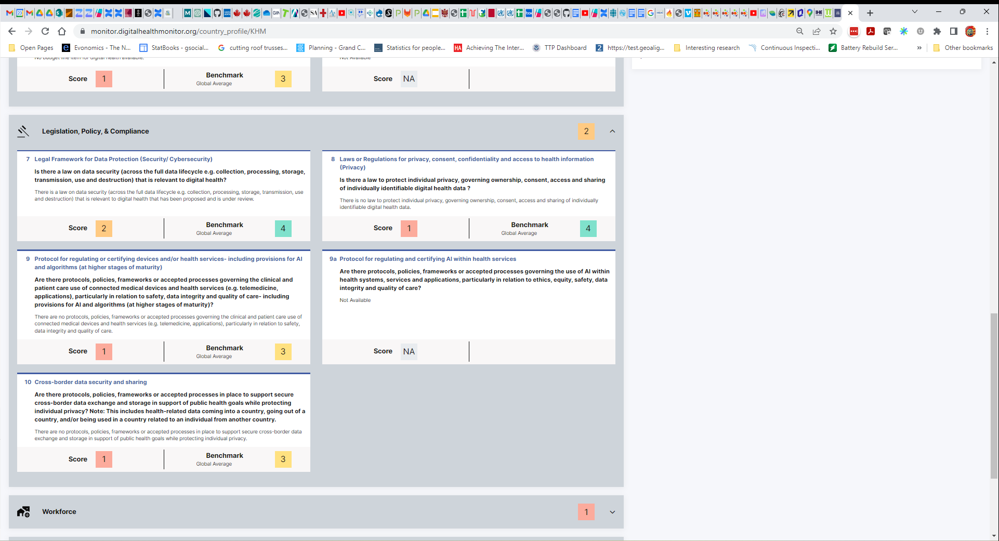 23
M
GIN
T
SA
P
P
IHE
monitor.digitalhealthmonitor.org/country_profile/KHM
Open Pages
Evonomics - The N...
StatBooks - gsocial...
cutting roof trusses...
Planning - Grand C...
Statistics for people...
HA
Achieving The Inter...
TTP Dashboard
2
https://test.geoalig...
Interesting research
Continuous Inspecti...
Battery Rebuild Ser...
»
Other bookmarks
No budget line item for digital health available.
Not Available
Score 1
Benchmark
Global Average
3
Score NA
Legislation, Policy, & Compliance
2
7 Legal Framework for Data Protection (Security/ Cybersecurity)
Is there a law on data security (across the full data lifecycle e.g. collection, processing, storage,
transmission, use and destruction) that is relevant to digital health?
There is a law on data security (across the full data lifecycle e.g. collection, processing, storage, transmission, use
and destruction) that is relevant to digital health that has been proposed and is under review.
Score 2
Benchmark
Global Average
4
8 Laws or Regulations for privacy, consent, confidentiality and access to health information
(Privacy)
Is there a law to protect individual privacy, governing ownership, consent, access and sharing
of individually identifiable digital health data ?
There is no law to protect individual privacy, governing ownership, consent, access and sharing of individually
identifiable digital health data.
Score 1
Benchmark
Global Average
4
9 Protocol for regulating or certifying devices and/or health services- including provisions for AI
and algorithms (at higher stages of maturity)
Are there protocols, policies, frameworks or accepted processes governing the clinical and
patient care use of connected medical devices and health services (e.g. telemedicine,
applications), particularly in relation to safety, data integrity and quality of care- including
provisions for AI and algorithms (at higher stages of maturity)?
There are no protocols, policies, frameworks or accepted processes governing the clinical and patient care use of
connected medical devices and health services (e.g. telemedicine, applications), particularly in relation to safety,
data integrity and quality of care.
Score 1
Benchmark
Global Average
3
9a Protocol for regulating and certifying AI within health services
Are there protocols, policies, frameworks or accepted processes governing the use of AI within
health systems, services and applications, particularly in relation to ethics, equity, safety, data
integrity and quality of care?
Not Available
Score NA
10 Cross-border data security and sharing
Are there protocols, policies, frameworks or accepted processes in place to support secure
cross-border data exchange and storage in support of public health goals while protecting
individual privacy? Note: This includes health-related data coming into a country, going out of a
country, and/or being used in a country related to an individual from another country.
There are no protocols, policies, frameworks or accepted processes in place to support secure cross-border data
exchange and storage in support of public health goals while protecting individual privacy.
Score 1
Benchmark
Global Average
3
Workforce
1